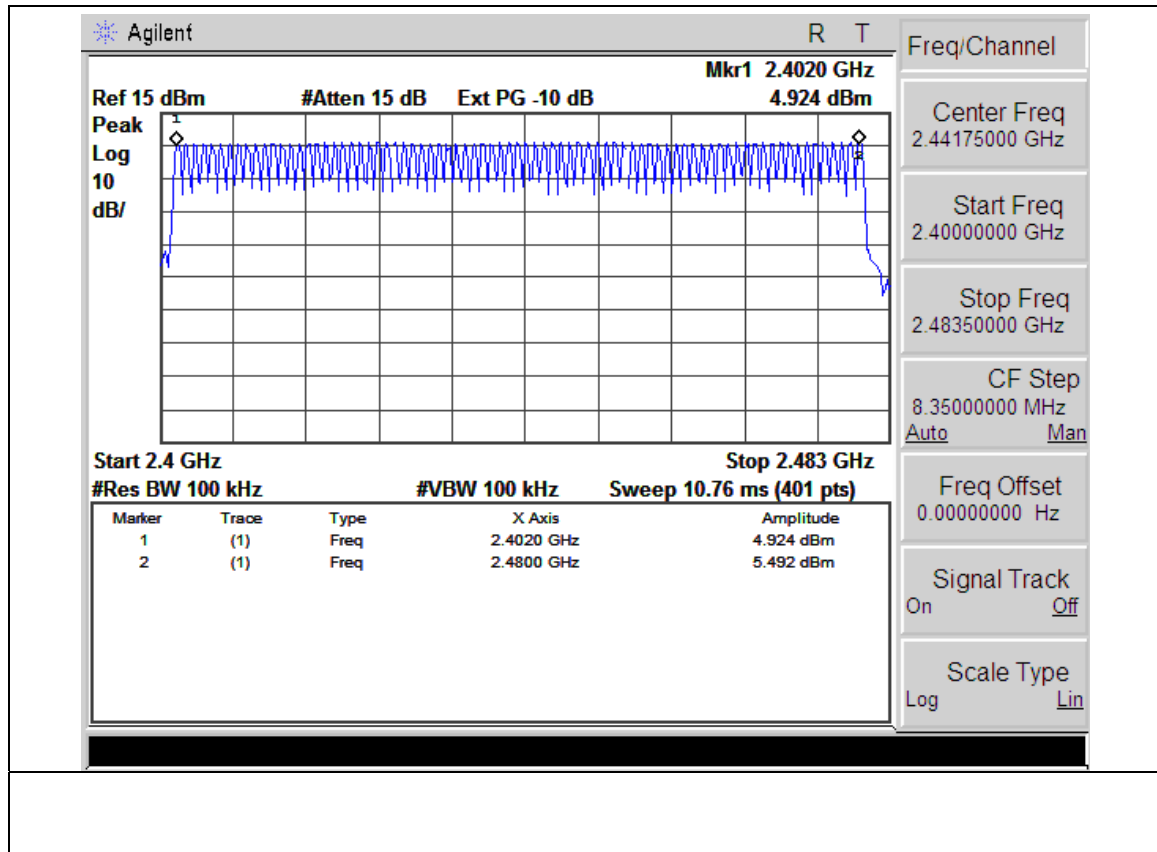 Agilent R T
Freq/Channel
Mkr1 2.4020 GHz
Ref 15 dBm #Atten 15 dB Ext PG -10 dB 4.924 dBm
Peak
Log
10
dB/
1
2
Start 2.4 GHz Stop 2.483 GHz
#Res BW 100 kHz #VBW 100 kHz Sweep 10.76 ms (401 pts)
Marker Trace Type X Axis Amplitude
1 (1) Freq 2.4020 GHz 4.924 dBm
2 (1) Freq 2.4800 GHz 5.492 dBm
Center Freq
2.44175000 GHz
Start Freq
2.40000000 GHz
Stop Freq
2.48350000 GHz
CF Step
8.35000000 MHz
Auto Man
Freq Offset
0.00000000 Hz
Signal Track
On Off
Scale Type
Log Lin